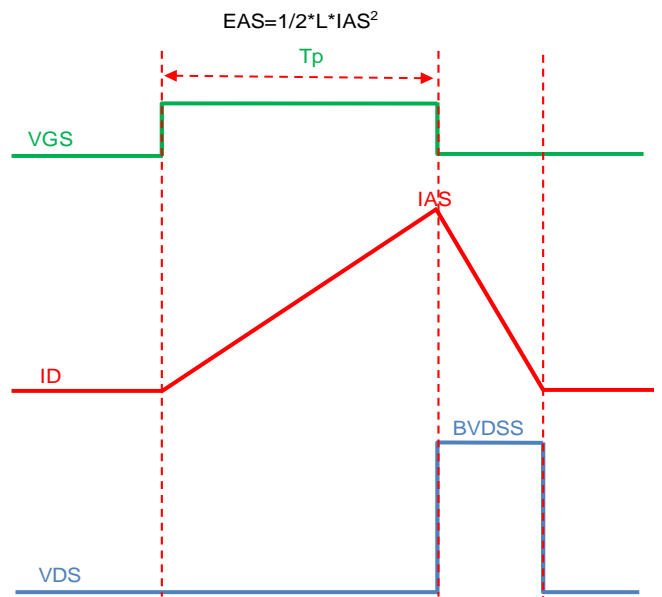 EAS=1/2*L*IAS²
Tp
VGS
IAS
ID
BVDSS
VDS